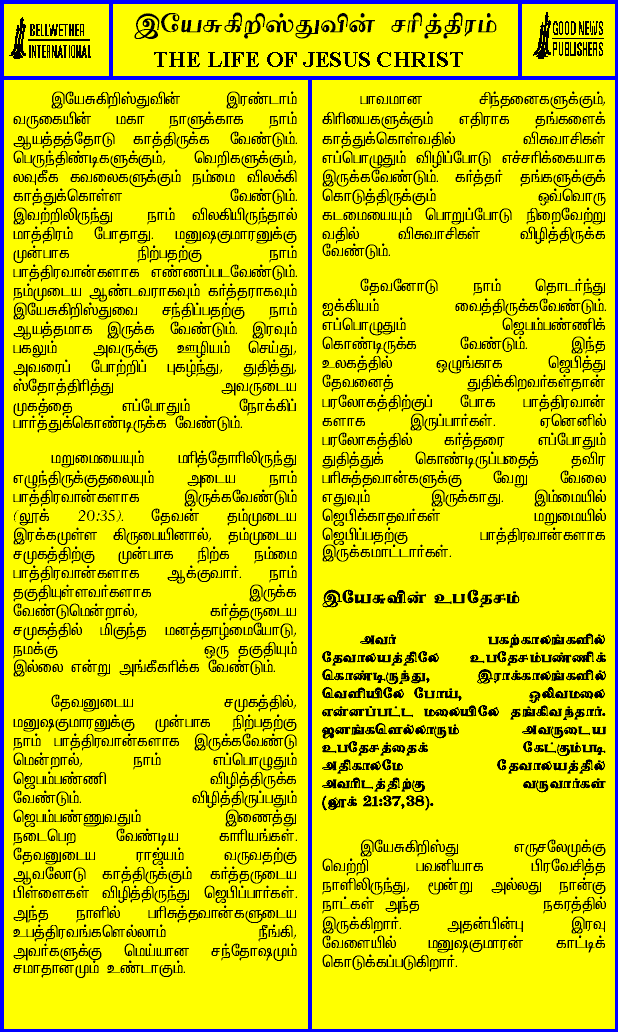 BELLWETHER
INTERNATIONAL
இயேசுகிறிஸ்துவின் சரித்திரம்
THE LIFE OF JESUS CHRIST
GOOD NEWS
PUBLISHERS
இயேசுகிறிஸ்துவின் இரண்டாம்
வருகையின் மகா நாளுக்காக நாம்
ஆயத்தத்தோடு காத்திருக்க வேண்டும்.
பெருந்திண்டிகளுக்கும், வெறிகளுக்கும்,
லவுகீக கவலைகளுக்கும் நம்மை விலக்கி
காத்துக்கொள்ள வேண்டும்.
இவற்றிலிருந்து நாம் விலகியிருந்தால்
மாத்திரம் போதாது. மனுஷகுமாரனுக்கு
முன்பாக நிற்பதற்கு நாம்
பாத்திரவான்களாக எண்ணப்படவேண்டும்.
நம்முடைய ஆண்டவராகவும் கர்த்தராகவும்
இயேசுகிறிஸ்துவை சந்திப்பதற்கு நாம்
ஆயத்தமாக இருக்க வேண்டும். இரவும்
பகலும் அவருக்கு ஊழியம் செய்து,
அவரைப் போற்றிப் புகழ்ந்து, துதித்து,
ஸ்தோத்திரித்து அவருடைய
முகத்தை எப்போதும் நோக்கிப்
பார்த்துக்கொண்டிருக்க வேண்டும்.
மறுமையையும் மரித்தோரிலிருந்து
எழுந்திருக்குதலையும் அடைய நாம்
பாத்திரவான்களாக இருக்கவேண்டும்
(லூக் 20:35). தேவன் தம்முடைய
இரக்கமுள்ள கிருபையினால், தம்முடைய
சமுகத்திற்கு முன்பாக நிற்க நம்மை
பாத்திரவான்களாக ஆக்குவார். நாம்
தகுதியுள்ளவர்களாக இருக்க
வேண்டுமென்றால், கர்த்தருடைய
சமுகத்தில் மிகுந்த மனத்தாழ்மையோடு,
நமக்கு ஒரு தகுதியும்
இல்லை என்று அங்கீகரிக்க வேண்டும்.
தேவனுடைய சமுகத்தில்,
மனுஷகுமாரனுக்கு முன்பாக நிற்பதற்கு
நாம் பாத்திரவான்களாக இருக்கவேண்டு
மென்றால், நாம் எப்பொழுதும்
ஜெபம்பண்ணி விழித்திருக்க
வேண்டும். விழித்திருப்பதும்
ஜெபம்பண்ணுவதும் இணைத்து
நடைபெற வேண்டிய காரியங்கள்.
தேவனுடைய ராஜ்யம் வருவதற்கு
ஆவலோடு காத்திருக்கும் கர்த்தருடைய
பிள்ளைகள் விழித்திருந்து ஜெபிப்பார்கள்.
அந்த நாளில் பரிசுத்தவான்களுடைய
உபத்திரவங்களெல்லாம் நீங்கி,
அவர்களுக்கு மெய்யான சந்தோஷமும்
சமாதானமும் உண்டாகும்.
பாவமான சிந்தனைகளுக்கும்,
கிரியைகளுக்கும் எதிராக தங்களைக்
காத்துக்கொள்வதில் விசுவாசிகள்
எப்பொழுதும் விழிப்போடு எச்சரிக்கையாக
இருக்கவேண்டும். கர்த்தர் தங்களுக்குக்
கொடுத்திருக்கும் ஒவ்வொரு
கடமையையும் பொறுப்போடு நிறைவேற்று
வதில் விசுவாசிகள் விழித்திருக்க
வேண்டும்.
தேவனோடு நாம் தொடர்ந்து
ஐக்கியம் வைத்திருக்கவேண்டும்.
எப்பொழுதும் ஜெபம்பண்ணிக்
கொண்டிருக்க வேண்டும். இந்த
உலகத்தில் ஒழுங்காக ஜெபித்து
தேவனைத் துதிக்கிறவர்கள்தான்
பரலோகத்திற்குப் போக பாத்திரவான்
களாக இருப்பார்கள். ஏனெனில்
பரலோகத்தில் கர்த்தரை எப்போதும்
துதித்துக் கொண்டிருப்பதைத் தவிர
பரிசுத்தவான்களுக்கு வேறு வேலை
எதுவும் இருக்காது. இம்மையில்
ஜெபிக்காதவர்கள் மறுமையில்
ஜெபிப்பதற்கு பாத்திரவான்களாக
இருக்கமாட்டார்கள்.
இயேசுவின் உபதேசம்
அவர் பகற்காலங்களில்
தேவாலயத்திலே உபதேசம்பண்ணிக்
கொண்டிருந்து, இராக்காலங்களில்
வெளியிலே போய், ஒலிவமலை
என்னப்பட்ட மலையிலே தங்கிவந்தார்.
ஜனங்களெல்லாரும் அவருடைய
உபதேசத்தைக் கேட்கும்படி
அதிகாலமே தேவாலயத்தில்
அவரிடத்திற்கு வருவார்கள்
(லூக் 21:37,38).
இயேசுகிறிஸ்து எருசலேமுக்கு
வெற்றி பவனியாக பிரவேசித்த
நாளிலிருந்து, மூன்று அல்லது நான்கு
நாட்கள் அந்த நகரத்தில்
இருக்கிறார். அதன்பின்பு இரவு
வேளையில் மனுஷகுமாரன் காட்டிக்
கொடுக்கப்படுகிறார்.